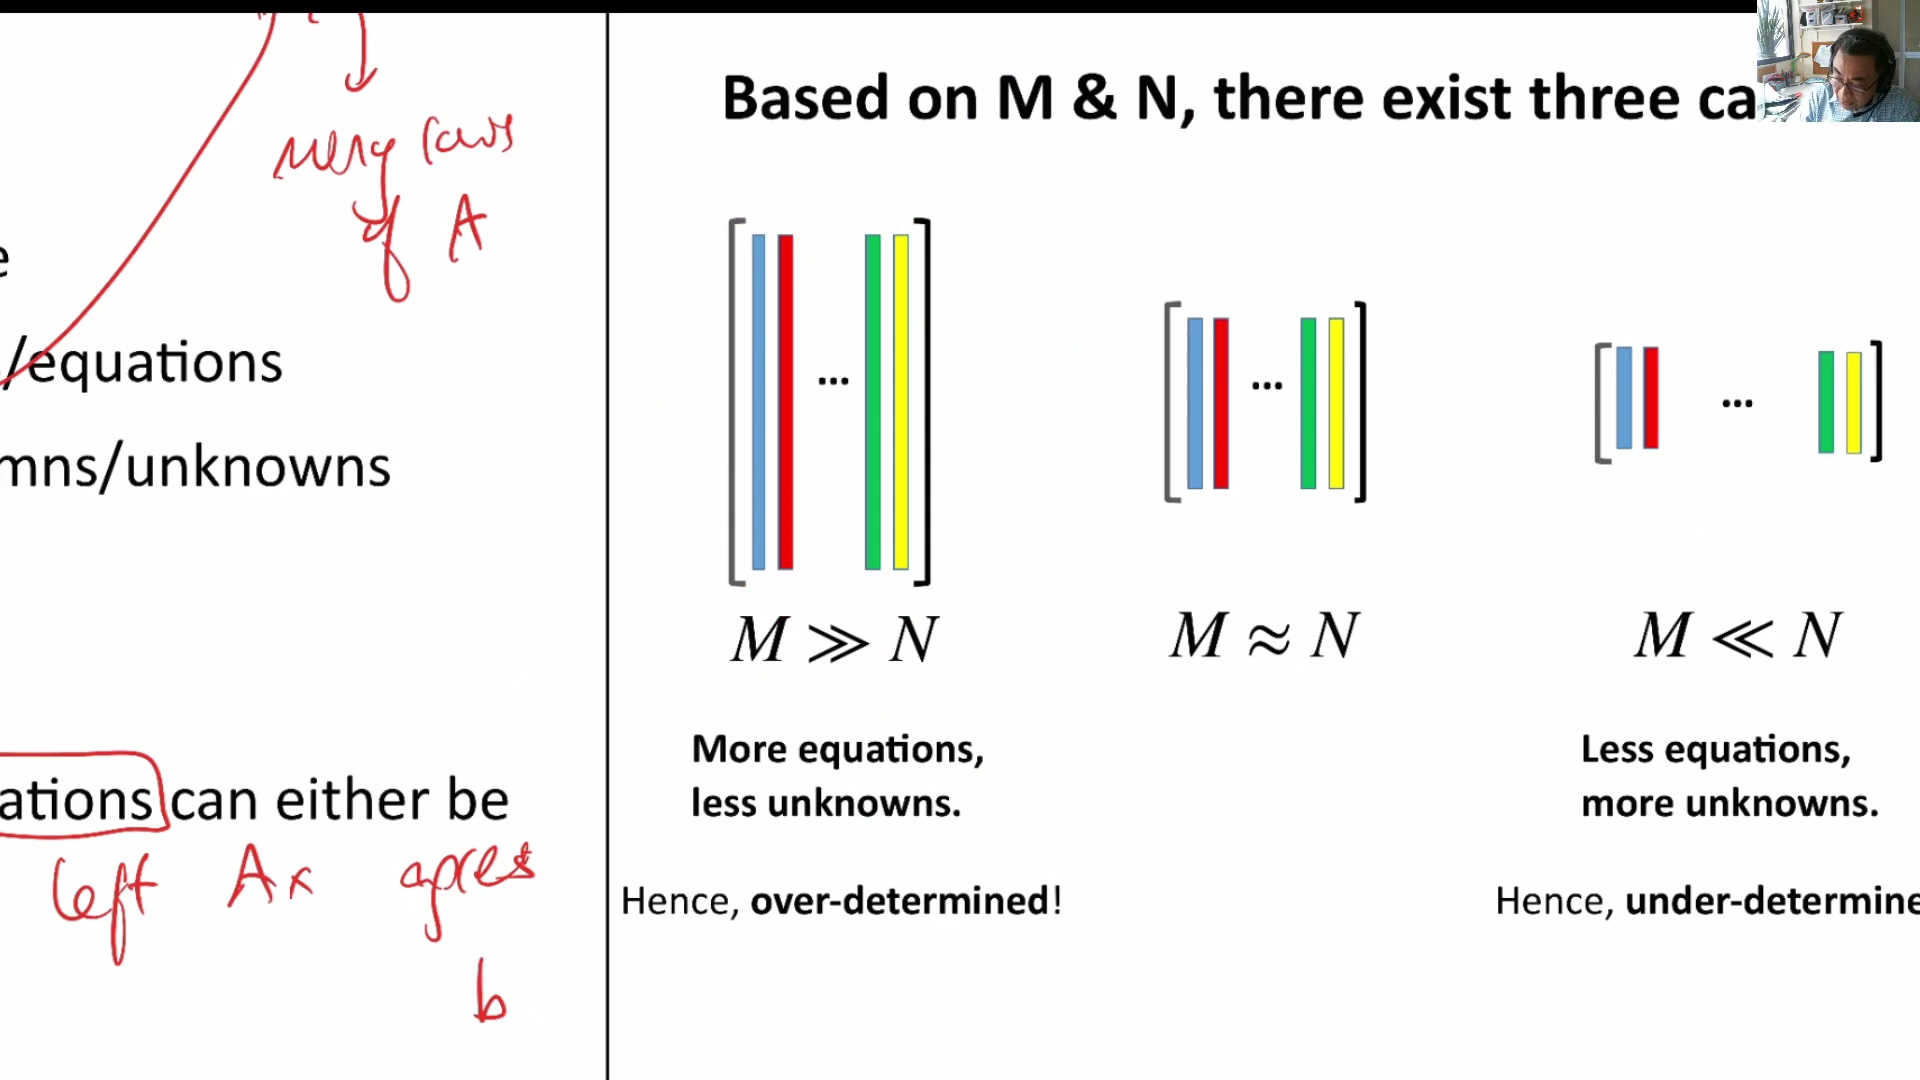 many rows
of A
e
/equations
mns/unknowns
ations can either be
left Ax agrees
b
Based on M & N, there exist three ca
... ... ...
M ≫ N M ≈ N M ≪ N
More equations, Less equations,
less unknowns. more unknowns.
Hence, over-determined! Hence, under-determine